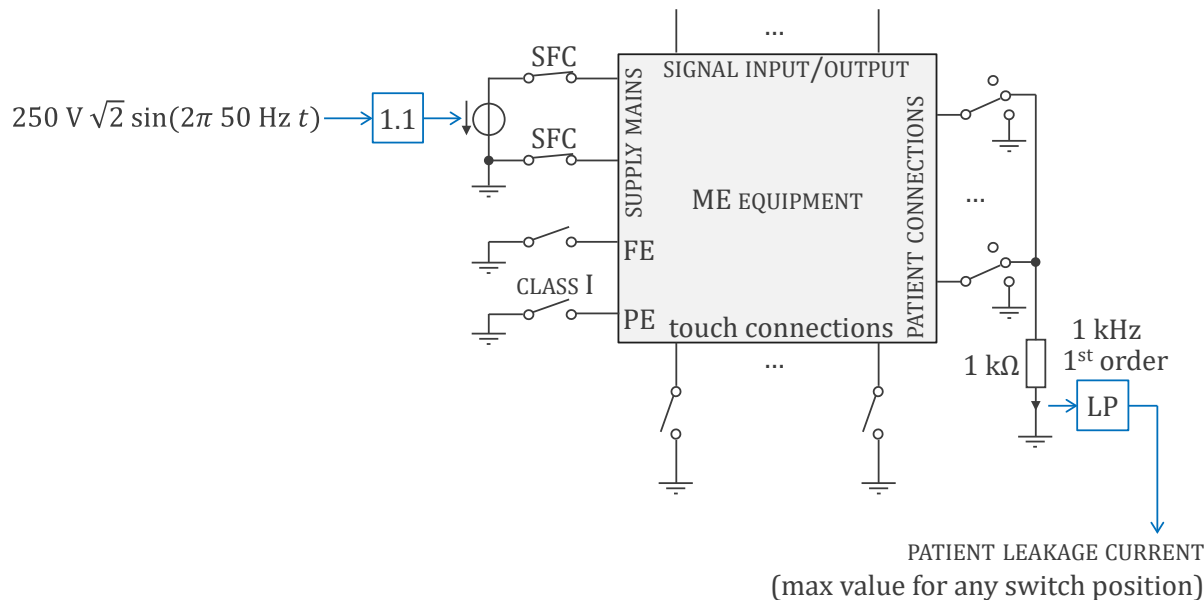 ...
SFC
SIGNAL INPUT/OUTPUT
250 V √2 sin(2π 50 Hz t)
1.1
SFC
SUPPLY MAINS
ME EQUIPMENT
PATIENT CONNECTIONS
...
FE
CLASS I
PE
touch connections
...
1 kΩ
1 kHz
1st order
LP
PATIENT LEAKAGE CURRENT
(max value for any switch position)